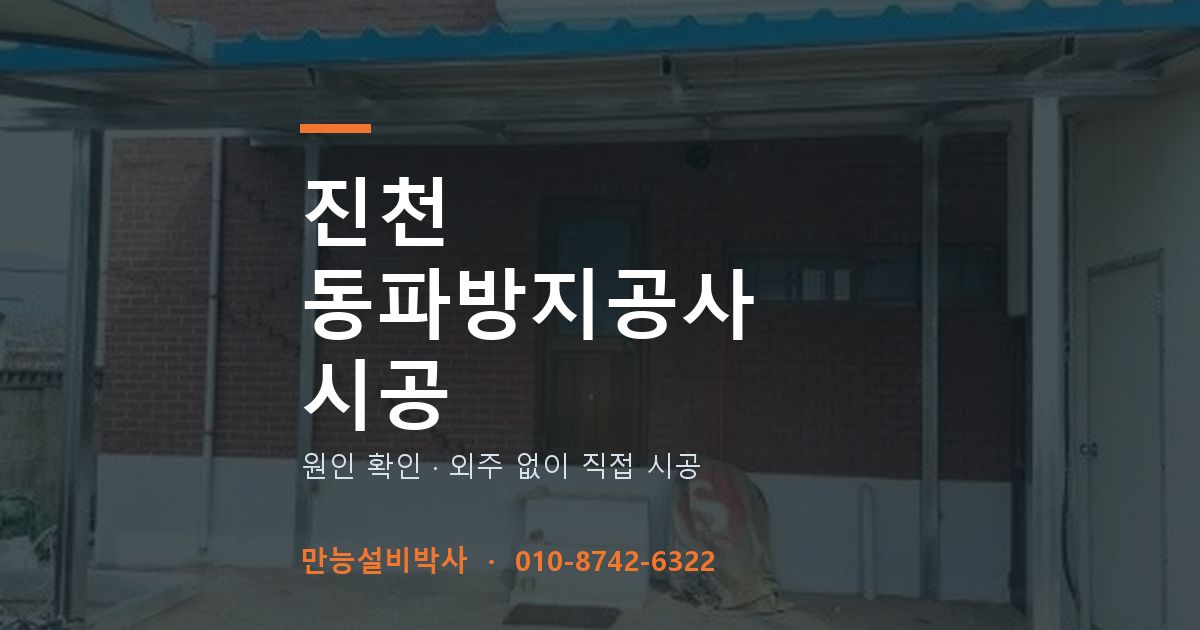 진천
동파방지공사
시공
원인 확인 · 외주 없이 직접 시공
만능설비박사 · 010-8742-6322
S